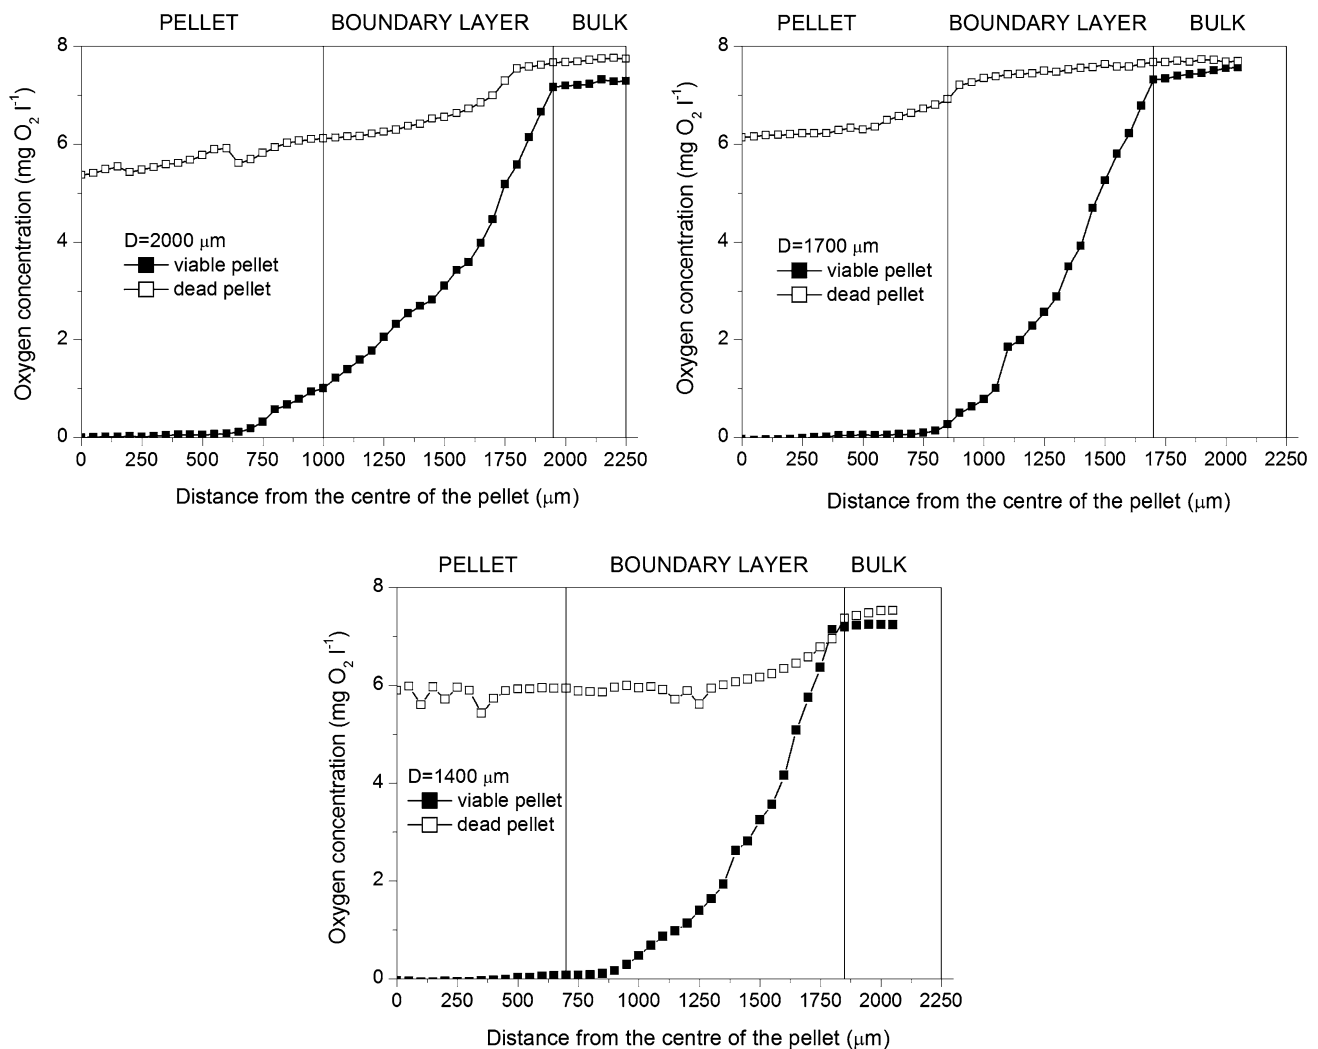 PELLET BOUNDARY LAYER BULK
8
6
4
2
0
Oxygen concentration (mg O2 l-1)
D=2000 μm
viable pellet
dead pellet
0 250 500 750 1000 1250 1500 1750 2000 2250
Distance from the centre of the pellet (μm)
PELLET BOUNDARY LAYER BULK
8
6
4
2
0
Oxygen concentration (mg O2 l-1)
D=1700 μm
viable pellet
dead pellet
0 250 500 750 1000 1250 1500 1750 2000 2250
Distance from the centre of the pellet (μm)
PELLET BOUNDARY LAYER BULK
8
6
4
2
0
Oxygen concentration (mg O2 l-1)
D=1400 μm
viable pellet
dead pellet
0 250 500 750 1000 1250 1500 1750 2000 2250
Distance from the centre of the pellet (μm)